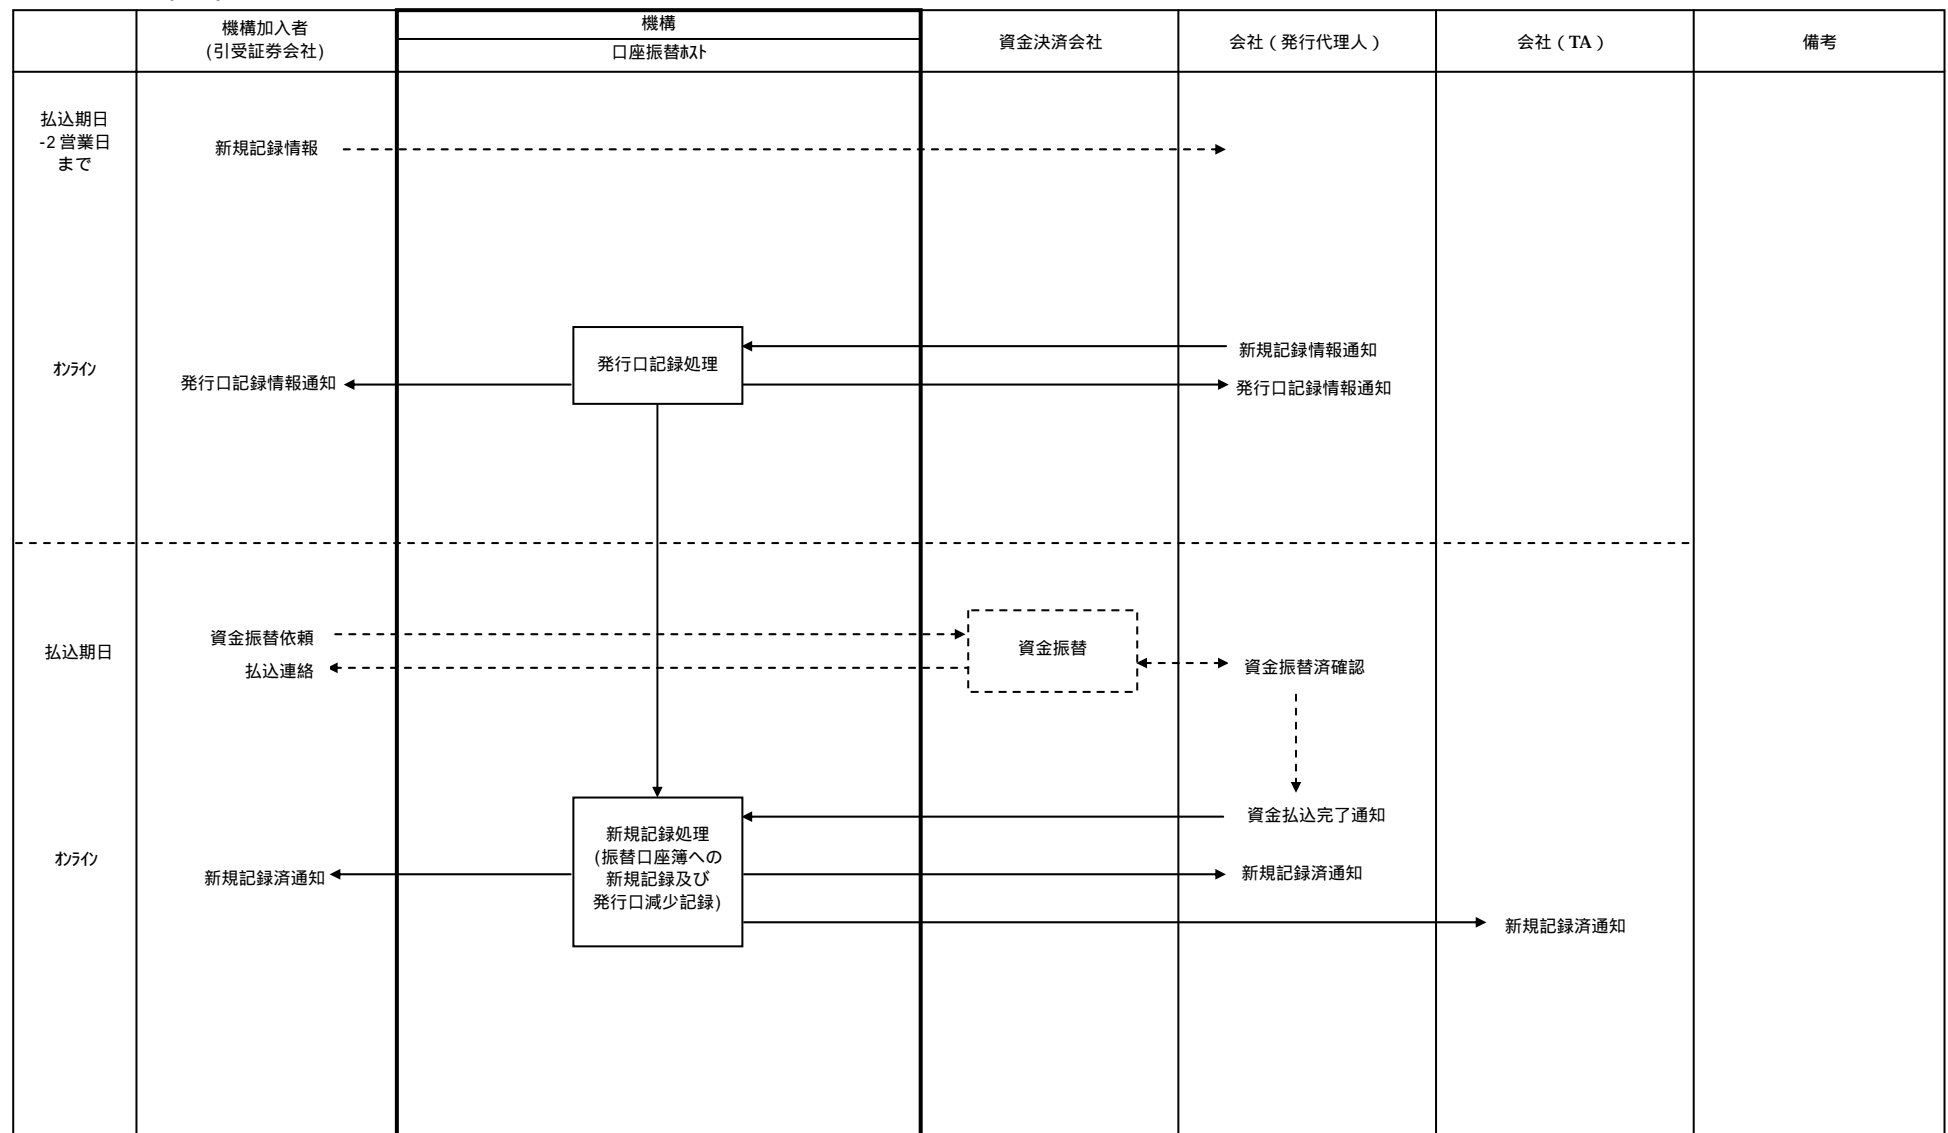 機構加入者
(引受証券会社)
機構
口座振替ﾎｽﾄ
資金決済会社
会社（発行代理人）
会社（TA）
備考
払込期日
-2営業日
まで
新規記録情報
ｵﾝﾗｲﾝ
発行口記録処理
新規記録情報通知
発行口記録情報通知
発行口記録情報通知
払込期日
資金振替依頼
払込連絡
資金振替
資金振替済確認
ｵﾝﾗｲﾝ
新規記録処理
(振替口座簿への
新規記録及び
発行口減少記録)
資金払込完了通知
新規記録済通知
新規記録済通知
新規記録済通知